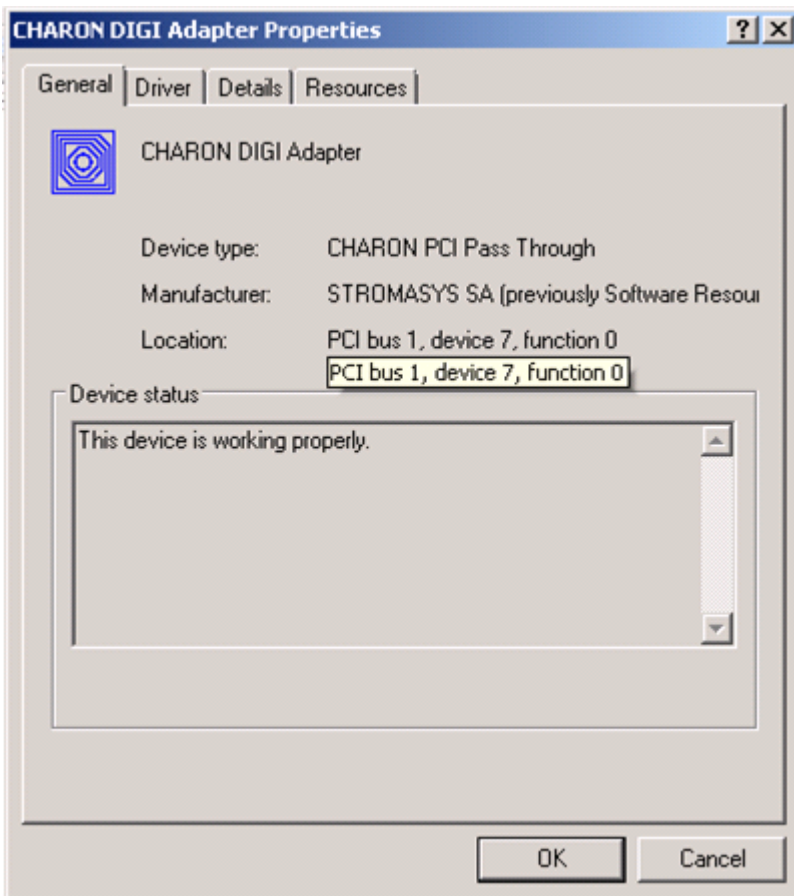 CHARON DIGI Adapter Properties
General Driver Details Resources
CHARON DIGI Adapter
Device type: CHARON PCI Pass Through
Manufacturer: STROMASYS SA (previously Software Resour
Location: PCI bus 1, device 7, function 0
PCI bus 1, device 7, function 0
Device status
This device is working properly.
OK Cancel